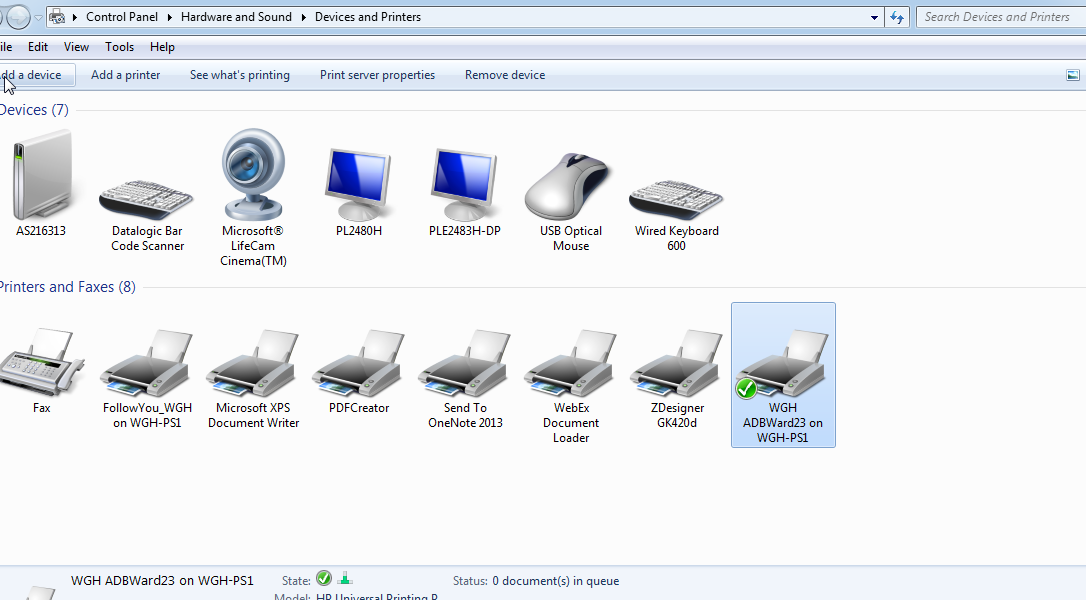 Control Panel Hardware and Sound Devices and Printers Search Devices and Printers
ile Edit View Tools Help
dd a device Add a printer See what's printing Print server properties Remove device
Devices (7)
AS216313
Datalogic Bar
Code Scanner
Microsoft®
LifeCam
Cinema(TM)
PL2480H
PLE2483H-DP
USB Optical
Mouse
Wired Keyboard
600
Printers and Faxes (8)
Fax
FollowYou_WGH
on WGH-PS1
Microsoft XPS
Document Writer
PDFCreator
Send To
OneNote 2013
WebEx
Document
Loader
ZDesigner
GK420d
WGH
ADBWard23 on
WGH-PS1
WGH ADBWard23 on WGH-PS1 State: Status: 0 document(s) in queue
Model: HP Universal Printing P